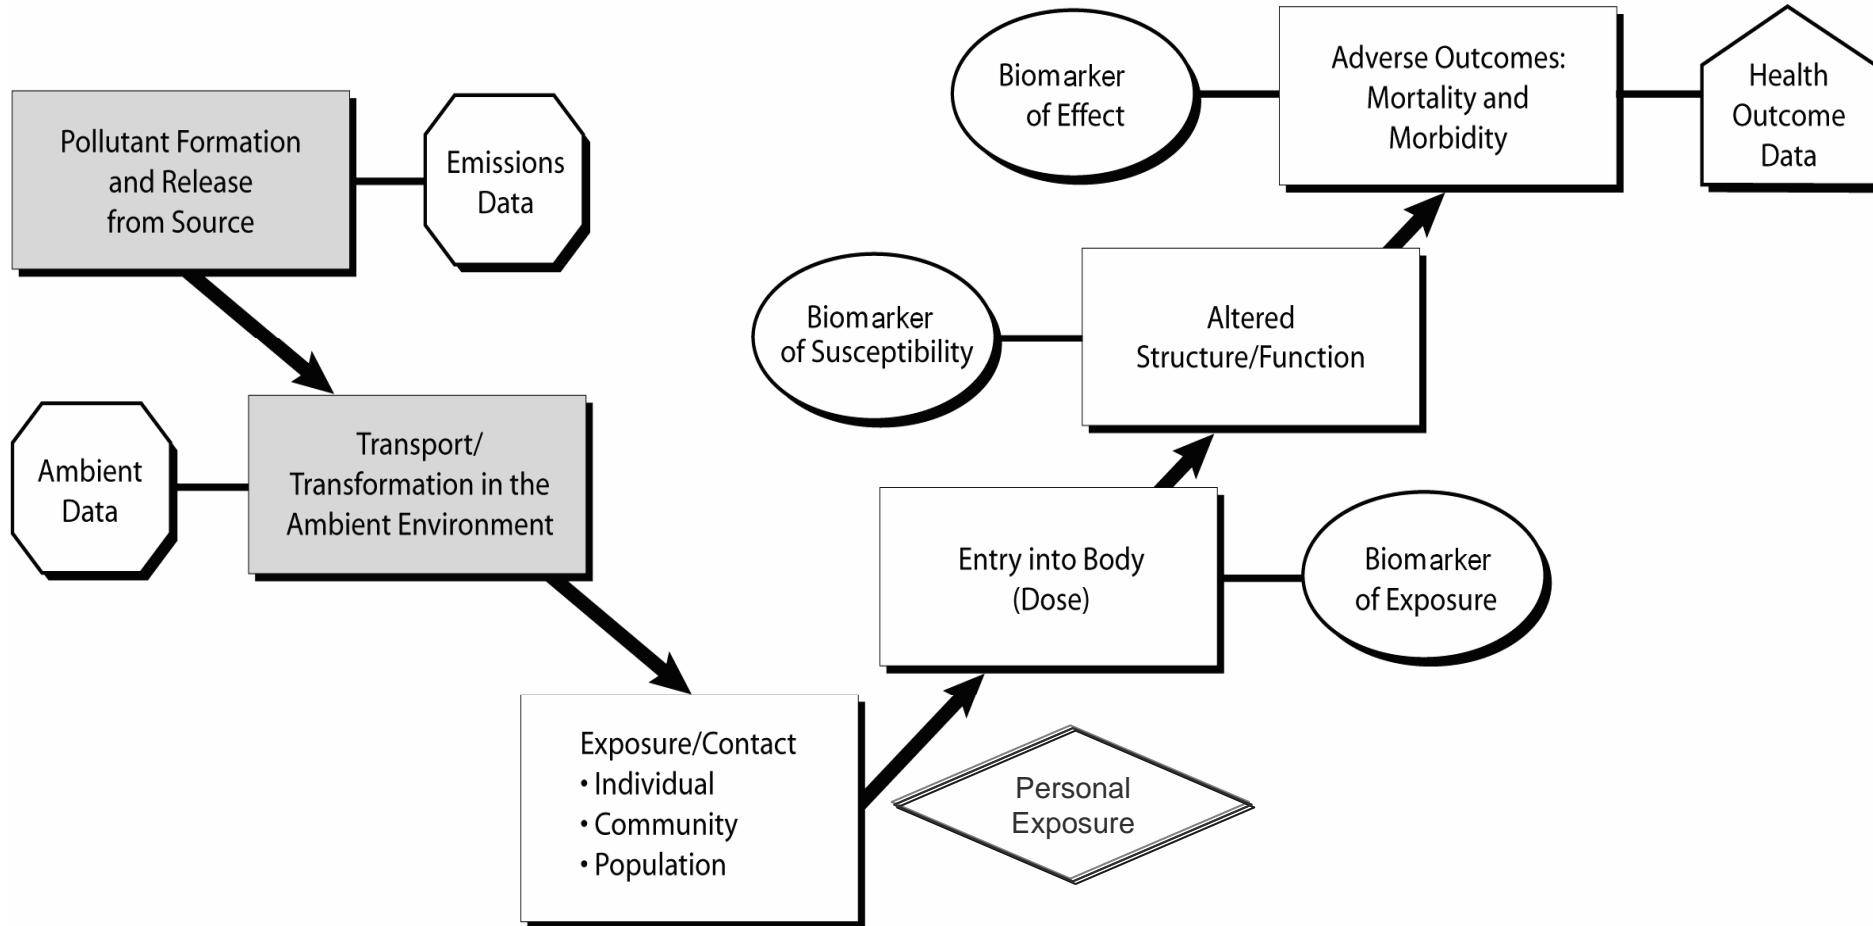 Pollutant Formation
and Release
from Source
Emissions
Data
Ambient
Data
Transport/
Transformation in the
Ambient Environment
Exposure/Contact
• Individual
• Community
• Population
Personal
Exposure
Entry into Body
(Dose)
Biomarker
of Exposure
Biomarker
of Susceptibility
Altered
Structure/Function
Biomarker
of Effect
Adverse Outcomes:
Mortality and
Morbidity
Health
Outcome
Data